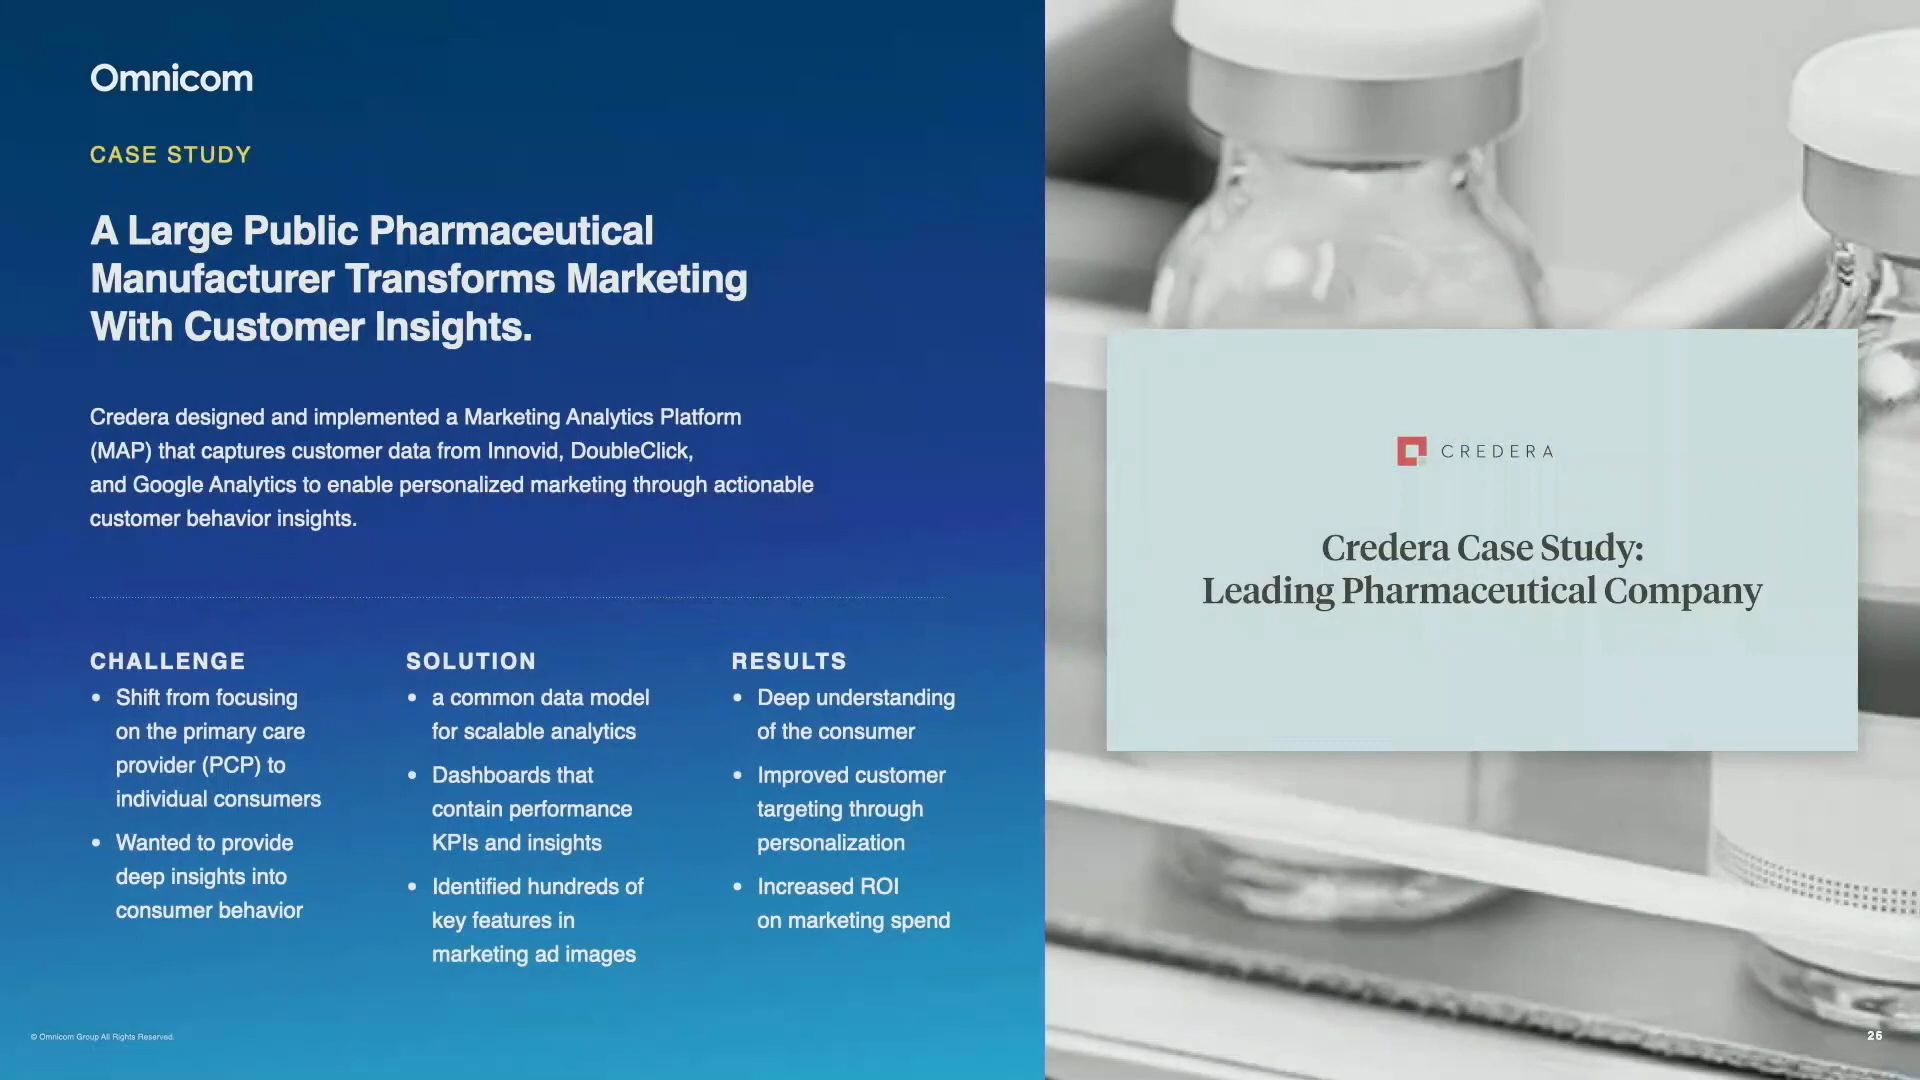 Omnicom
CASE STUDY
A Large Public Pharmaceutical
Manufacturer Transforms Marketing
With Customer Insights.
Credera designed and implemented a Marketing Analytics Platform
(MAP) that captures customer data from Innovid, DoubleClick,
and Google Analytics to enable personalized marketing through actionable
customer behavior insights.
CHALLENGE
• Shift from focusing
on the primary care
provider (PCP) to
individual consumers
• Wanted to provide
deep insights into
consumer behavior
SOLUTION
• a common data model
for scalable analytics
• Dashboards that
contain performance
KPIs and insights
• Identified hundreds of
key features in
marketing ad images
RESULTS
• Deep understanding
of the consumer
• Improved customer
targeting through
personalization
• Increased ROI
on marketing spend
CREDERA
Credera Case Study:
Leading Pharmaceutical Company
© Omnicom Group All Rights Reserved.
26